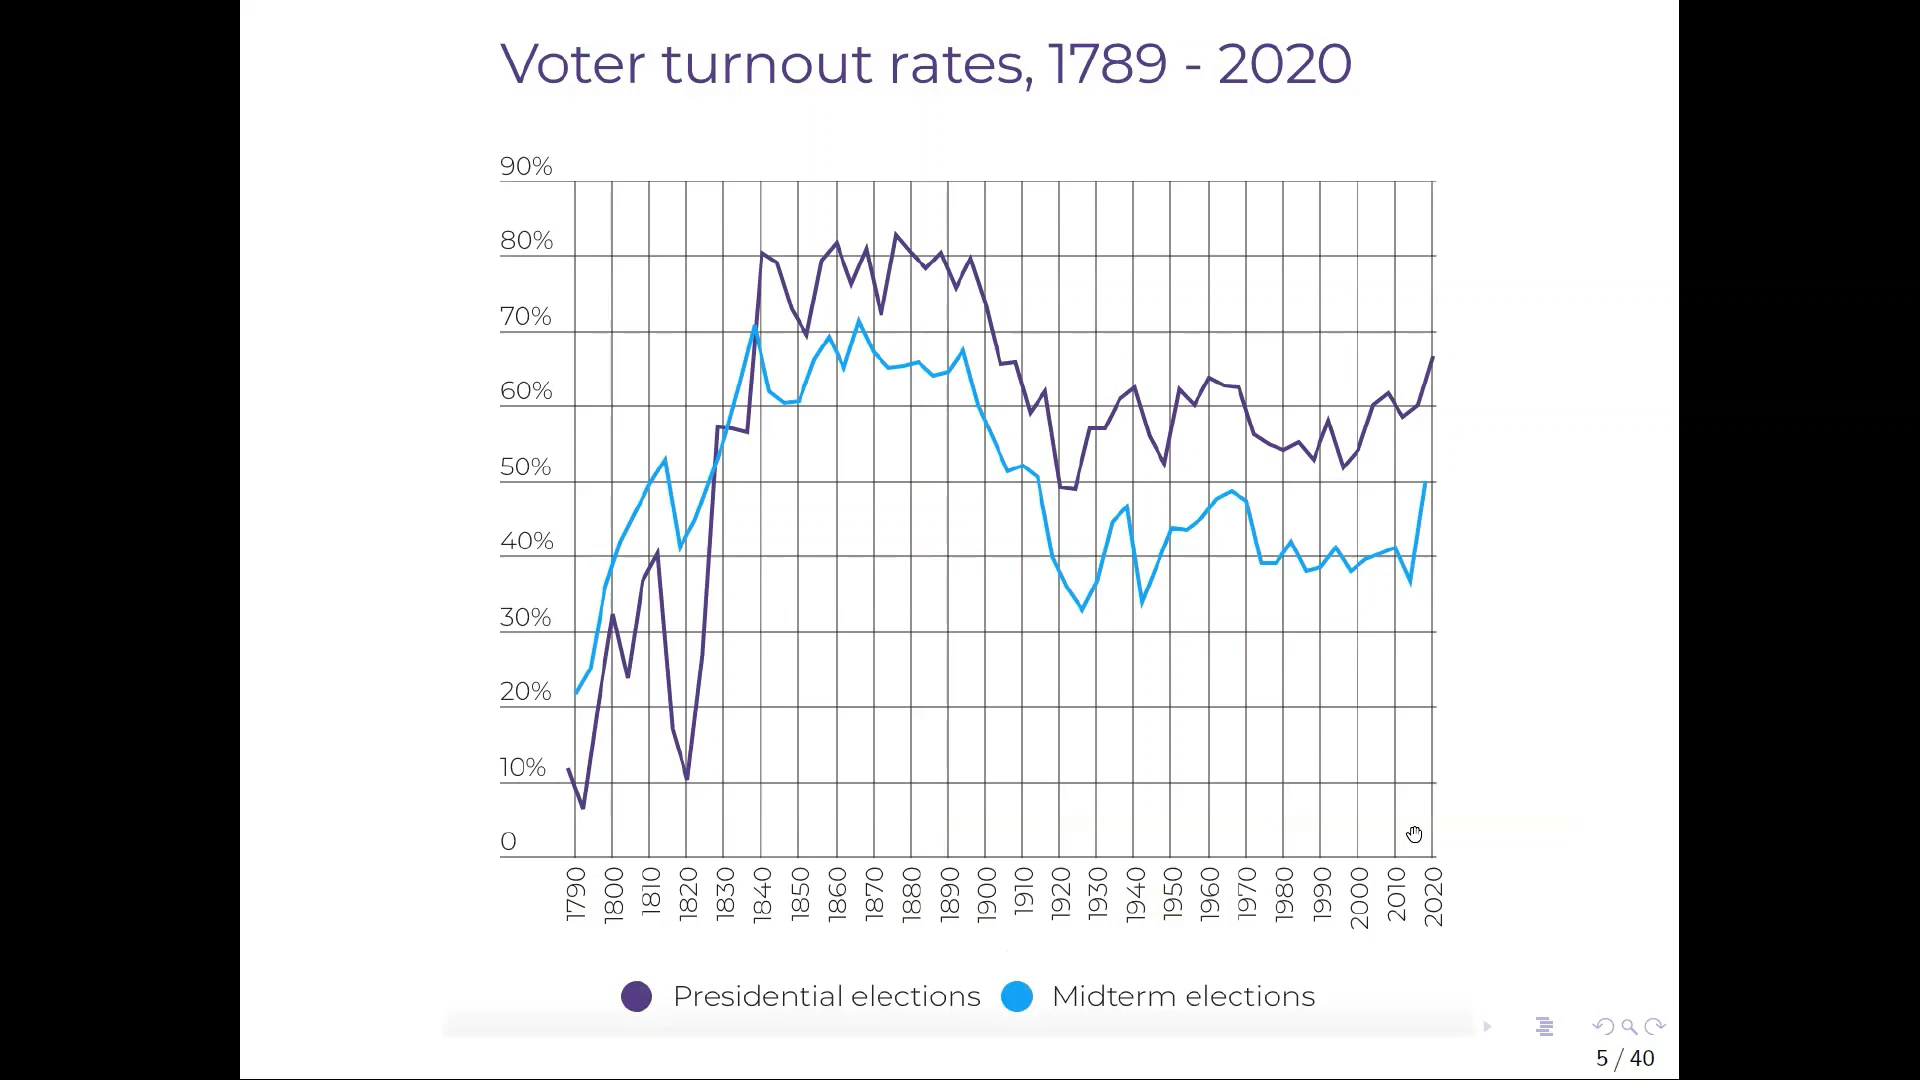 Voter turnout rates, 1789 - 2020
90%
80%
70%
60%
50%
40%
30%
20%
10%
0
1790 1800 1810 1820 1830 1840 1850 1860 1870 1880 1890 1900 1910 1920 1930 1940 1950 1960 1970 1980 1990 2000 2010 2020
Presidential elections Midterm elections
5 / 40